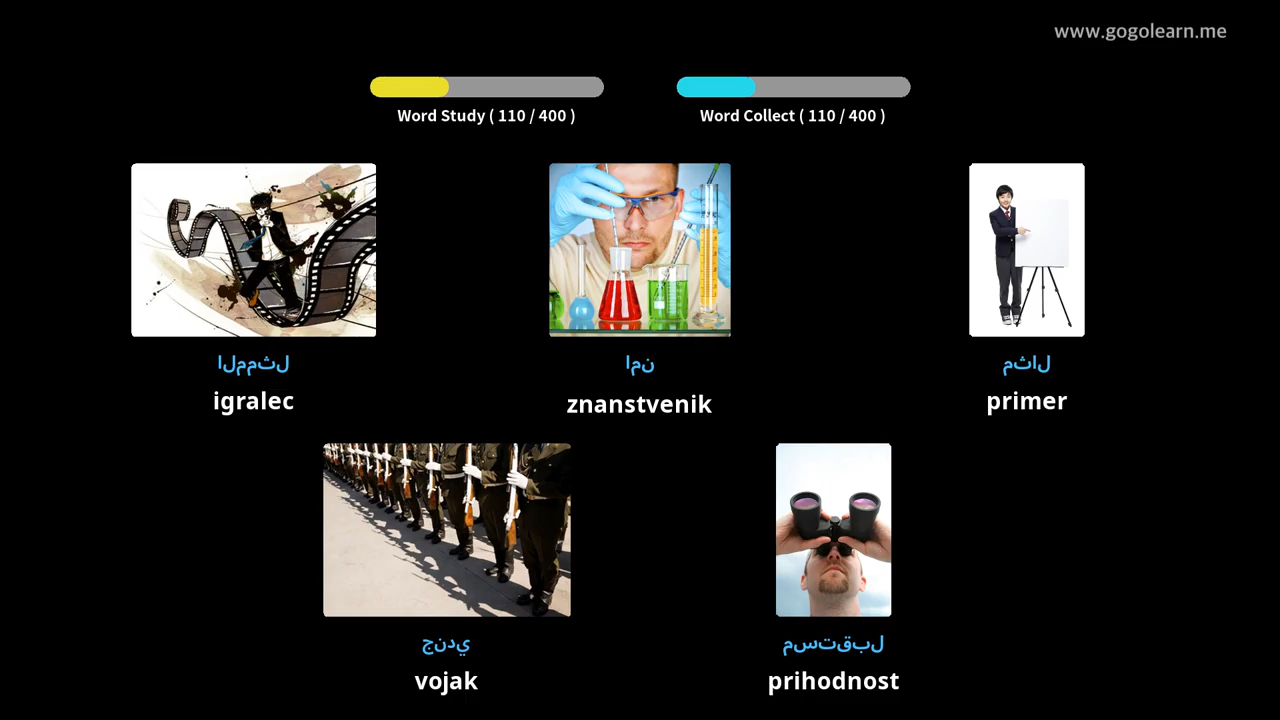 www.gogolearn.me
Word Study ( 110 / 400 )
Word Collect ( 110 / 400 )
الممثل
igralec
امن
znanstvenik
مثال
primer
جندي
vojak
مستقبل
prihodnost